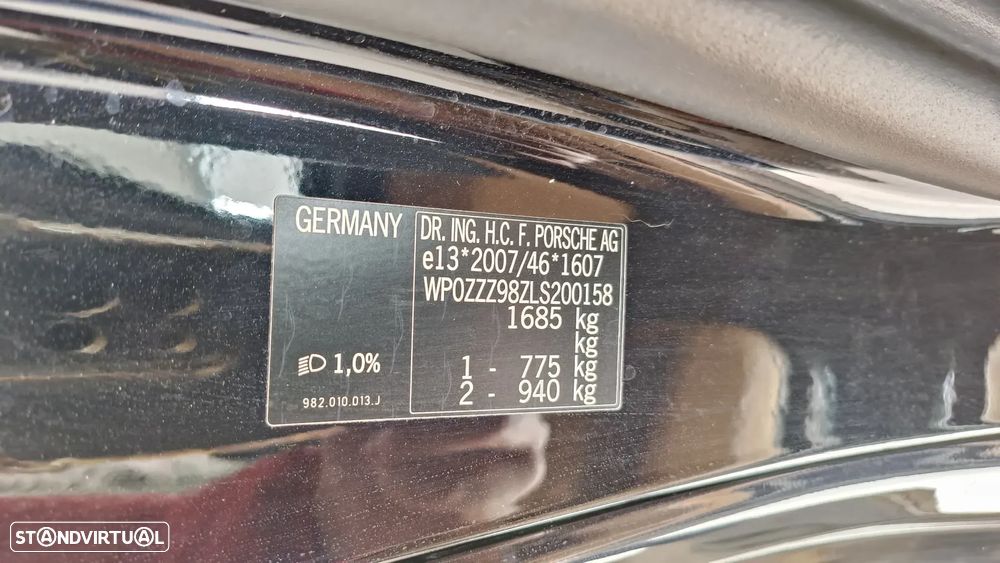 GERMANY
1,0%
982.010.013.J
DR. ING. H.C. F. PORSCHE AG
e13*2007/46*1607
WP0ZZZ98ZLS200158
1685 kg
kg
1 - 775 kg
2 - 940 kg
STANDVIRTUAL